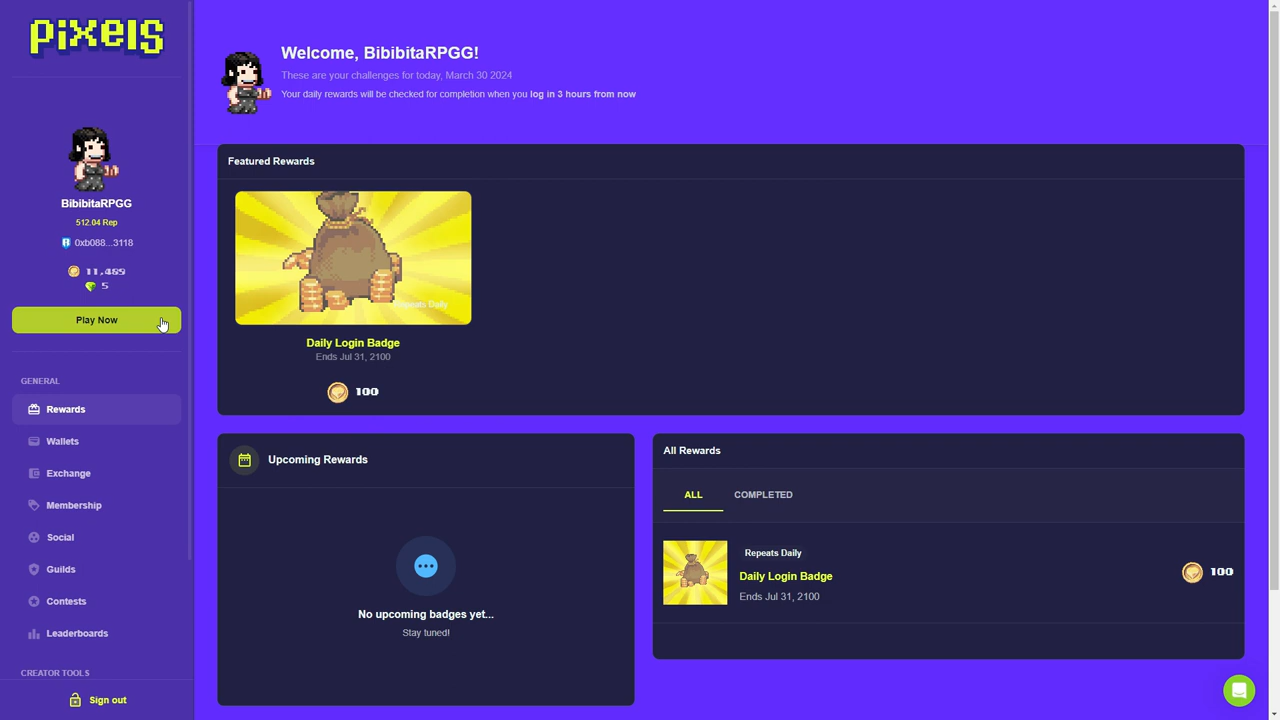 pixels
BibibitaRPGG
512.04 Rep
0xb088...3118
11,489
5
Play Now
GENERAL
Rewards
Wallets
Exchange
Membership
Social
Guilds
Contests
Leaderboards
CREATOR TOOLS
Sign out
Welcome, BibibitaRPGG!
These are your challenges for today, March 30 2024
Your daily rewards will be checked for completion when you log in 3 hours from now
Featured Rewards
Repeats Daily
Daily Login Badge
Ends Jul 31, 2100
100
Upcoming Rewards
No upcoming badges yet...
Stay tuned!
All Rewards
ALL COMPLETED
Repeats Daily
Daily Login Badge
Ends Jul 31, 2100
100